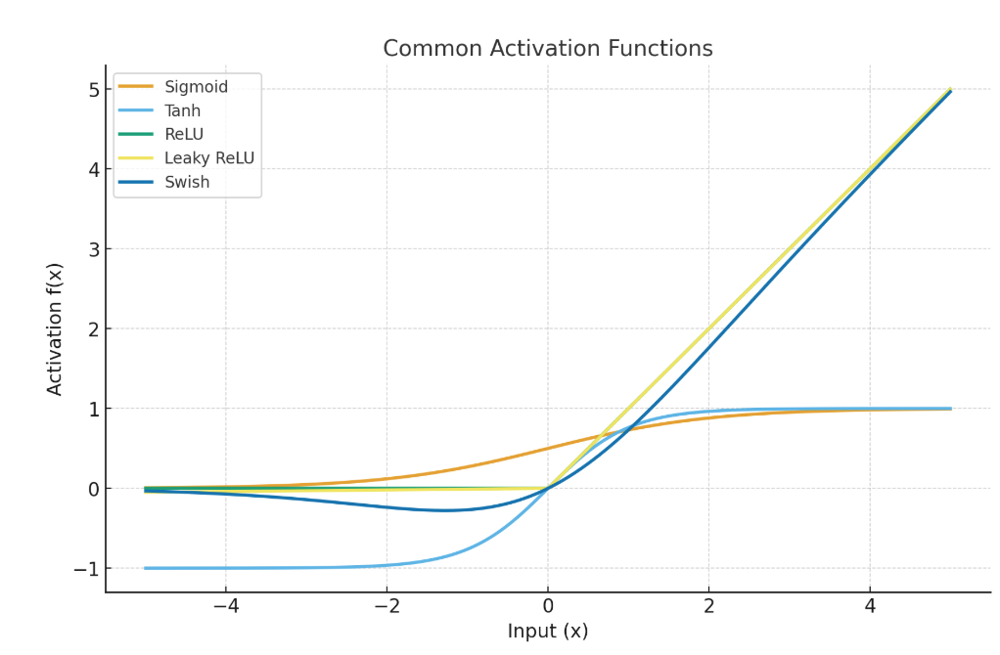 Common Activation Functions
Sigmoid
Tanh
ReLU
Leaky ReLU
Swish
5
4
3
2
1
0
−1
Activation f(x)
−4
−2
0
2
4
Input (x)